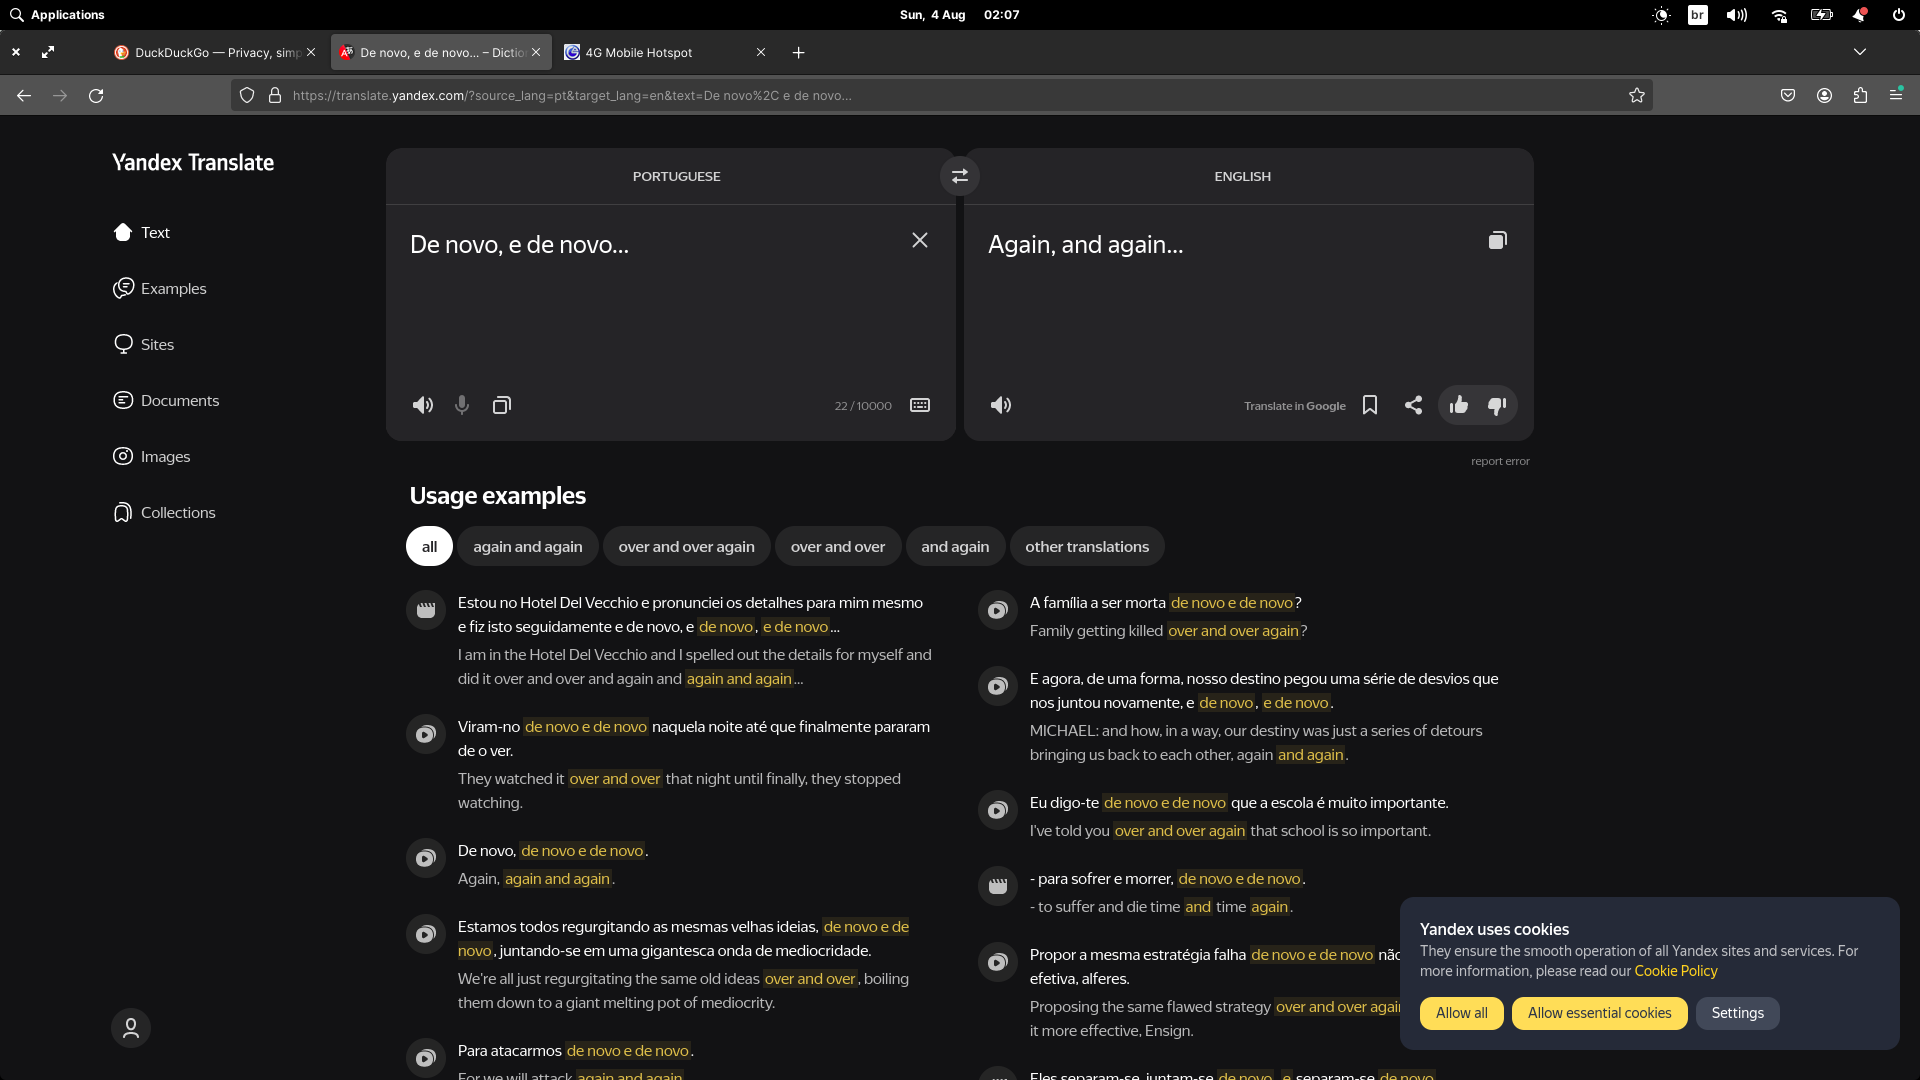 Applications
Sun, 4 Aug 02:07
br
DuckDuckGo — Privacy, simp
De novo, e de novo... – Dictio
4G Mobile Hotspot
https://translate.yandex.com/?source_lang=pt&target_lang=en&text=De novo%2C e de novo...
Yandex Translate
Text
Examples
Sites
Documents
Images
Collections
PORTUGUESE
ENGLISH
De novo, e de novo...
Again, and again...
22 / 10000
Translate in Google
report error
Usage examples
all
again and again
over and over again
over and over
and again
other translations
Estou no Hotel Del Vecchio e pronunciei os detalhes para mim mesmo
e fiz isto seguidamente e de novo, e de novo, e de novo...
I am in the Hotel Del Vecchio and I spelled out the details for myself and
did it over and over and again and again and again...
Viram-no de novo e de novo naquela noite até que finalmente pararam
de o ver.
They watched it over and over that night until finally, they stopped
watching.
De novo, de novo e de novo.
Again, again and again.
Estamos todos regurgitando as mesmas velhas ideias, de novo e de
novo, juntando-se em uma gigantesca onda de mediocridade.
We're all just regurgitating the same old ideas over and over, boiling
them down to a giant melting pot of mediocrity.
Para atacarmos de novo e de novo.
For we will attack again and again.
A família a ser morta de novo e de novo?
Family getting killed over and over again?
E agora, de uma forma, nosso destino pegou uma série de desvios que
nos juntou novamente, e de novo, e de novo.
MICHAEL: and how, in a way, our destiny was just a series of detours
bringing us back to each other, again and again.
Eu digo-te de novo e de novo que a escola é muito importante.
I've told you over and over again that school is so important.
- para sofrer e morrer, de novo e de novo.
- to suffer and die time and time again.
Propor a mesma estratégia falha de novo e de novo não
efetiva, alferes.
Proposing the same flawed strategy over and over again
it more effective, Ensign.
Eles separam-se, juntam-se de novo, e separam-se de novo
Yandex uses cookies
They ensure the smooth operation of all Yandex sites and services. For
more information, please read our Cookie Policy
Allow all
Allow essential cookies
Settings